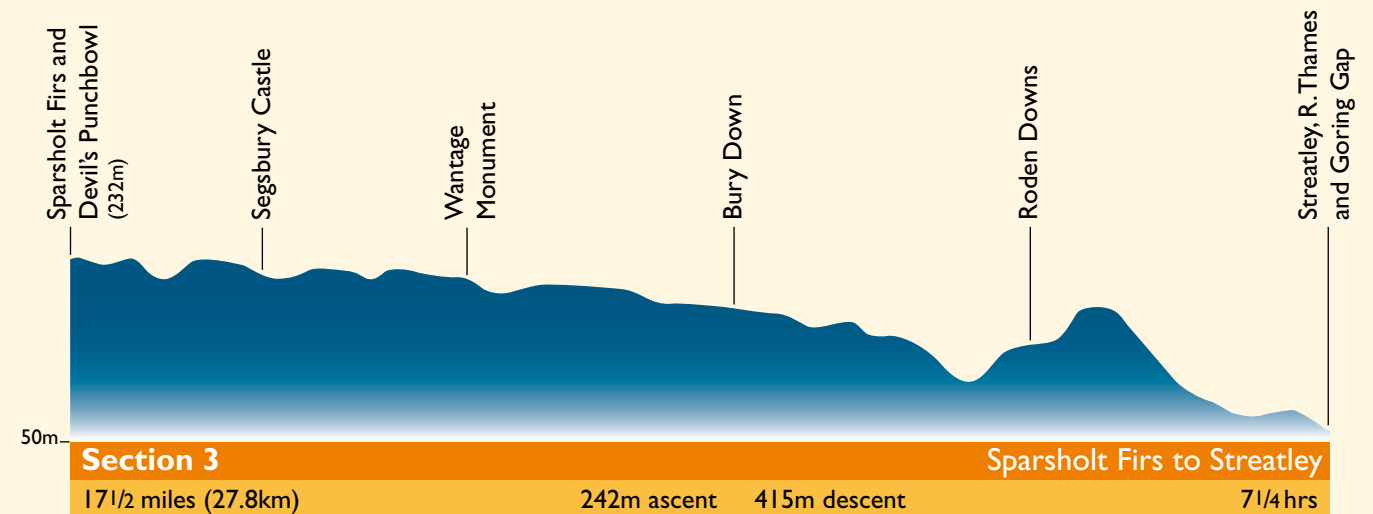 Sparsholt Firs and
Devil's Punchbowl
(232m)
Segsbury Castle
Wantage
Monument
Bury Down
Roden Downs
Streatley, R. Thames
and Goring Gap
50m
Section 3
Sparsholt Firs to Streatley
17 1/2 miles (27.8km)
242m ascent
415m descent
7 1/4 hrs